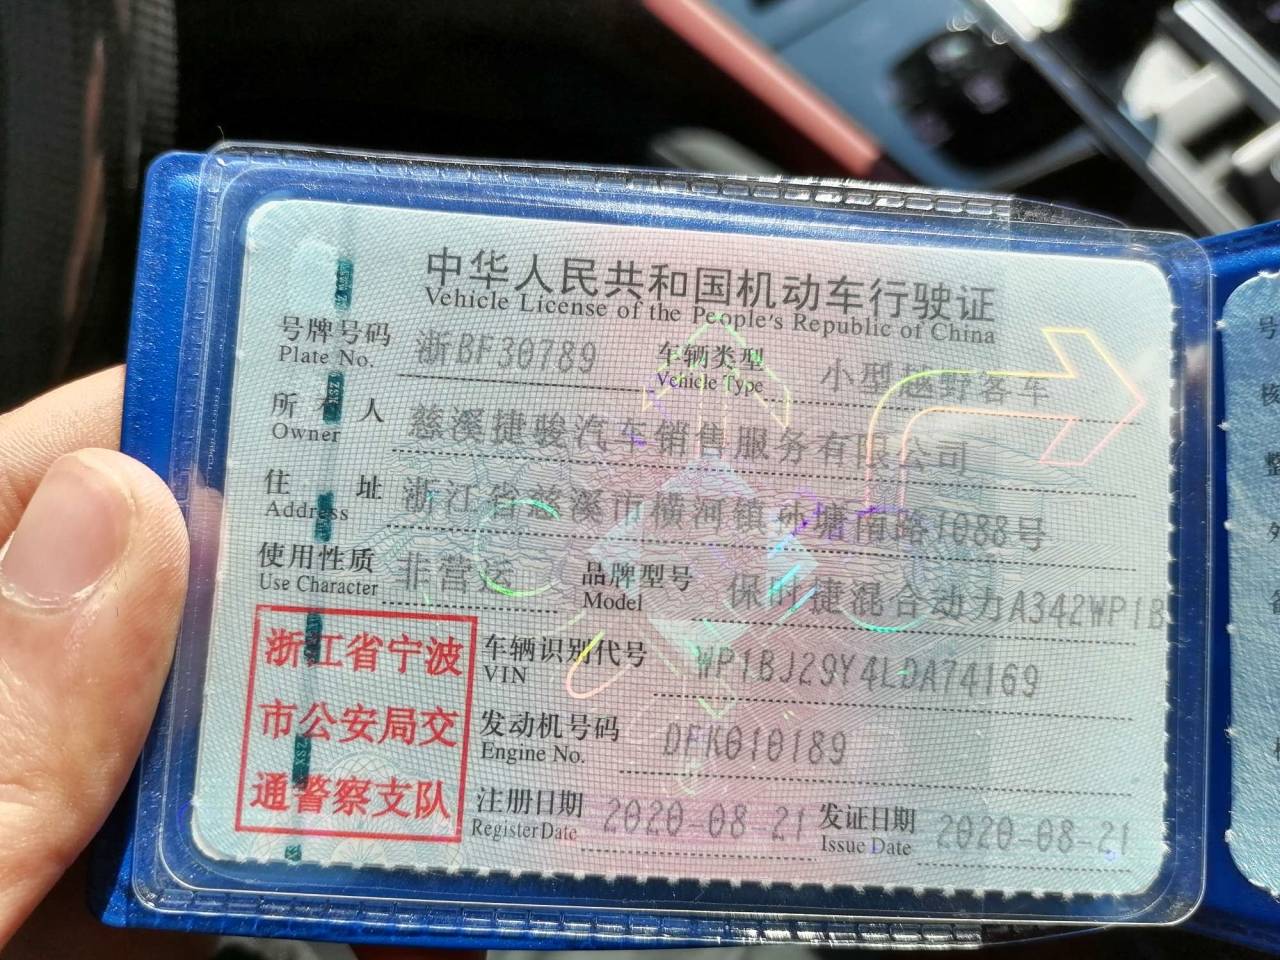 中华人民共和国机动车行驶证
Vehicle License of the People's Republic of China
号牌号码 浙BF30789 车辆类型 小型越野客车
Plate No. Vehicle Type
所有人 慈溪捷骏汽车销售服务有限公司
Owner
住址 浙江省慈溪市横河镇孙塘南路1088号
Address
使用性质 非营运 品牌型号 保时捷混合动力A342WP1B
Use Character Model
浙江省宁波
市公安局交
通警察支队
车辆识别代号 WP1BJ29Y4LDA74169
VIN
发动机号码 DFK010189
Engine No.
注册日期 2020-08-21 发证日期 2020-08-21
Register Date Issue Date